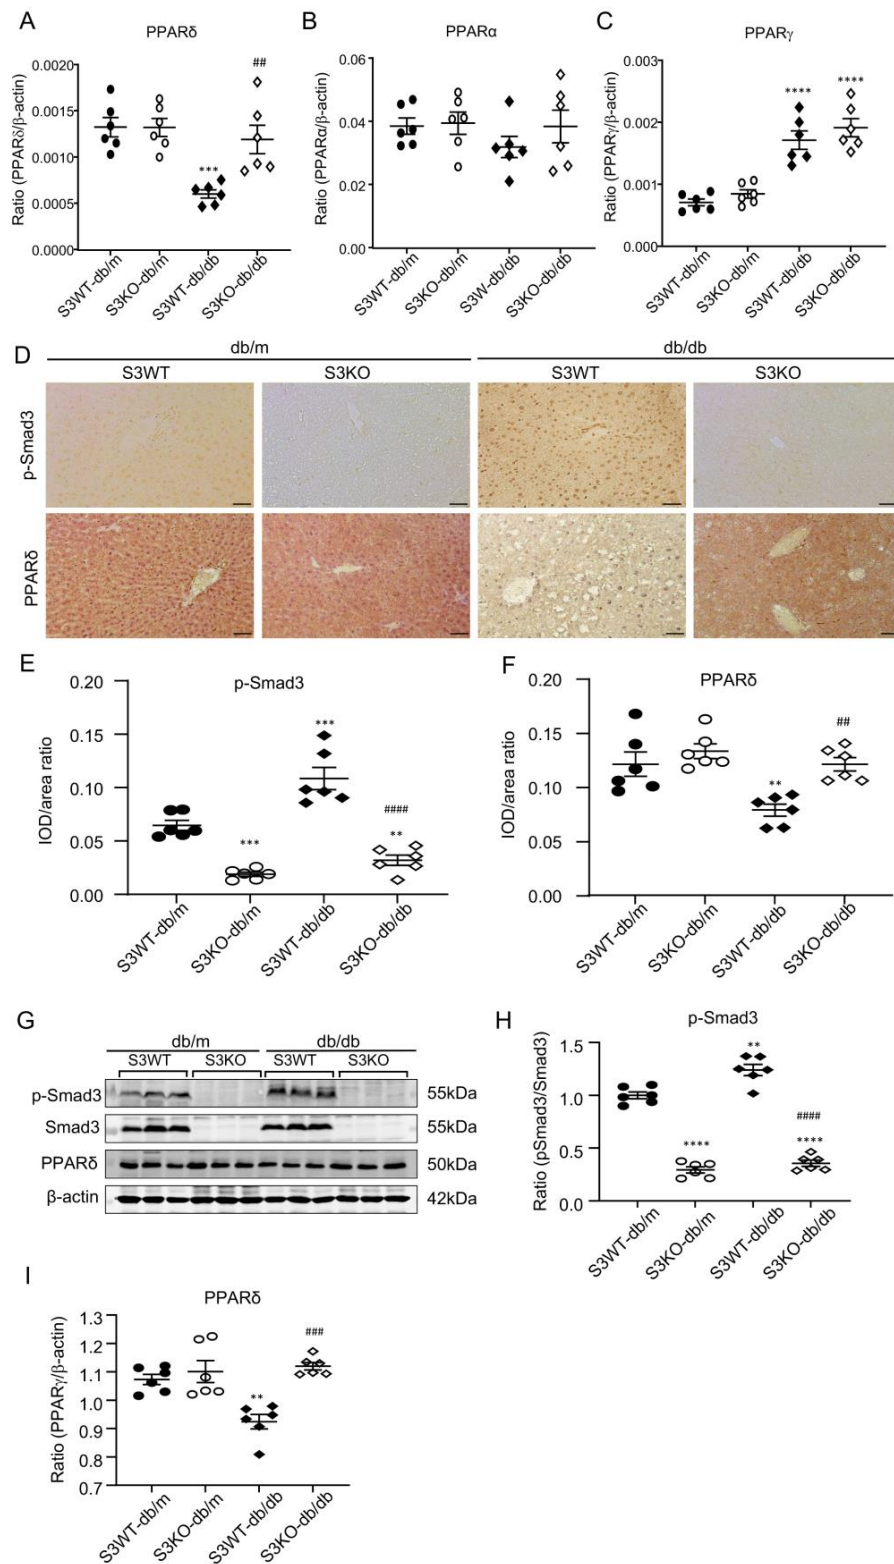 A
PPARδ
Ratio (PPARδ/β-actin)
0.0020
0.0015
0.0010
0.0005
0.0000
##
***
S3WT-db/m
S3KO-db/m
S3WT-db/db
S3KO-db/db
B
PPARα
Ratio (PPARα/β-actin)
0.06
0.04
0.02
0.00
S3WT-db/m
S3KO-db/m
S3W-db/db
S3KO-db/db
C
PPARγ
Ratio (PPARγ/β-actin)
0.003
0.002
0.001
0.000
****
****
S3WT-db/m
S3KO-db/m
S3WT-db/db
S3KO-db/db
D
db/m
db/db
S3WT
S3KO
S3WT
S3KO
p-Smad3
PPARδ
E
p-Smad3
IOD/area ratio
0.20
0.15
0.10
0.05
0.00
***
***
####
**
S3WT-db/m
S3KO-db/m
S3WT-db/db
S3KO-db/db
F
PPARδ
IOD/area ratio
0.20
0.15
0.10
0.05
0.00
**
##
S3WT-db/m
S3KO-db/m
S3WT-db/db
S3KO-db/db
G
db/m
db/db
S3WT
S3KO
S3WT
S3KO
p-Smad3
55kDa
Smad3
55kDa
PPARδ
50kDa
β-actin
42kDa
H
p-Smad3
Ratio (pSmad3/Smad3)
1.5
1.0
0.5
0.0
****
**
####
****
S3WT-db/m
S3KO-db/m
S3WT-db/db
S3KO-db/db
I
PPARδ
Ratio (PPARγ/β-actin)
1.3
1.2
1.1
1.0
0.9
0.8
0.7
**
###
S3WT-db/m
S3KO-db/m
S3WT-db/db
S3KO-db/db